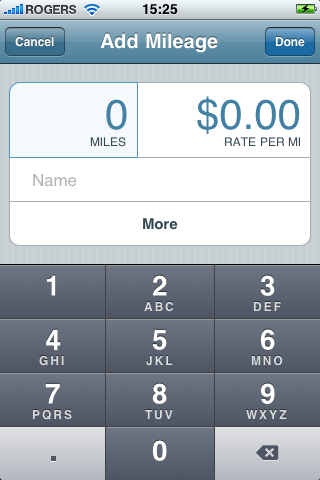 ROGERS 15:25
Cancel Add Mileage Done
0 $0.00
MILES RATE PER MI
Name
More
1 2 3
ABC DEF
4 5 6
GHI JKL MNO
7 8 9
PQRS TUV WXYZ
. 0